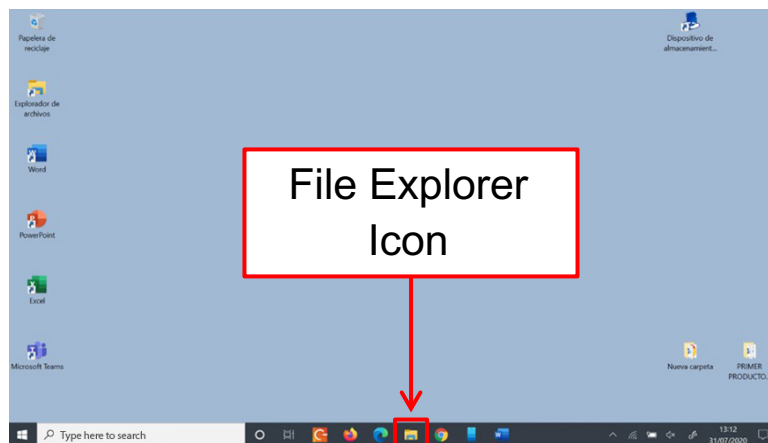 Papelera de
reciclaje
Dispositivo de
almacenamient...
Explorador de
archivos
Word
File Explorer
Icon
PowerPoint
Excel
Microsoft Teams
Nueva carpeta
PRIMER
PRODUCTO...
Type here to search
13:12
31/07/2020